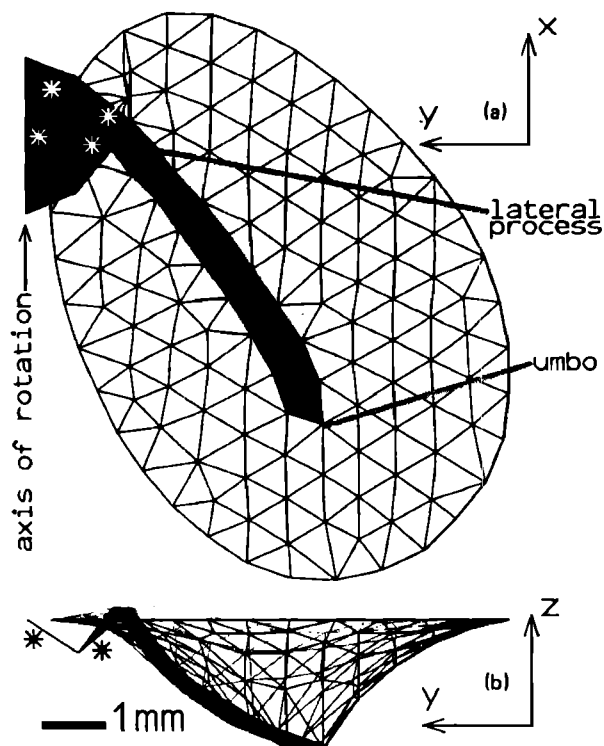 x
(a)
y
lateral
process
axis of rotation
umbo
z
(b)
y
1mm